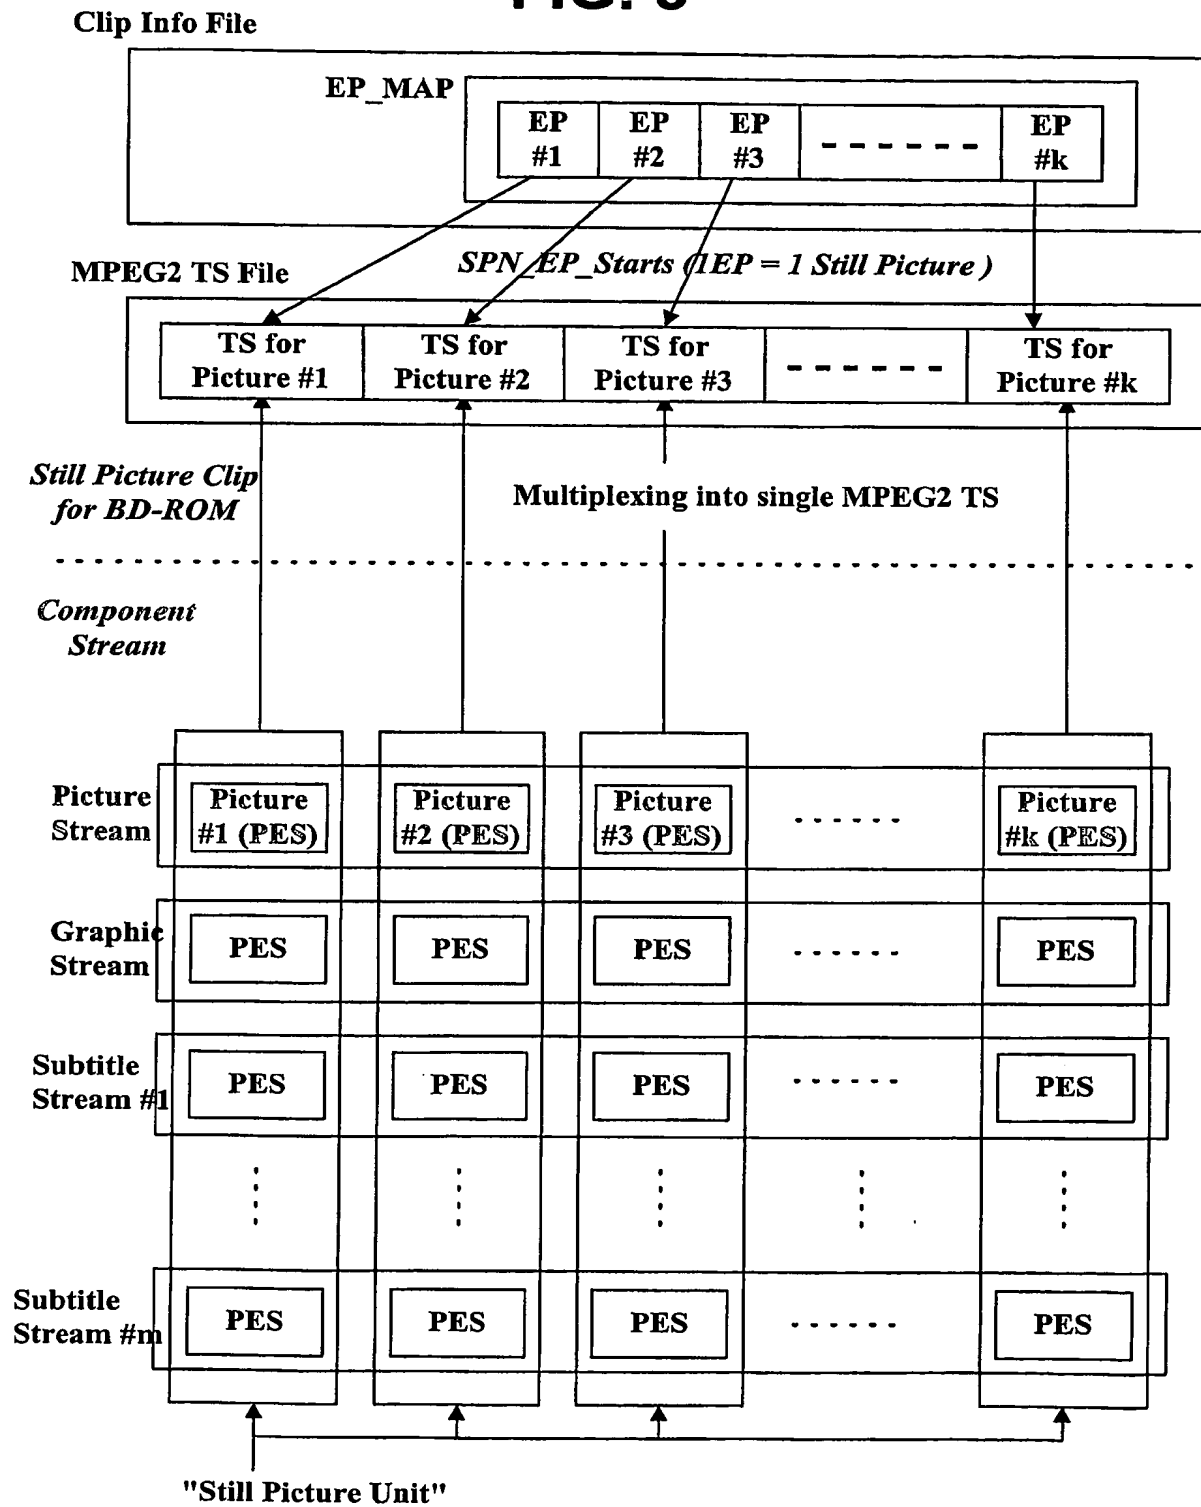 Clip Info File
EP_MAP
EP #1
EP #2
EP #3
EP #k
SPN_EP_Starts (1EP = 1 Still Picture )
MPEG2 TS File
TS for Picture #1
TS for Picture #2
TS for Picture #3
TS for Picture #k
Still Picture Clip
for BD-ROM
Multiplexing into single MPEG2 TS
Component
Stream
Picture
Stream
Picture #1 (PES)
Picture #2 (PES)
Picture #3 (PES)
Picture #k (PES)
Graphic
Stream
PES
PES
PES
PES
Subtitle
Stream #1
PES
PES
PES
PES
Subtitle
Stream #m
PES
PES
PES
PES
"Still Picture Unit"